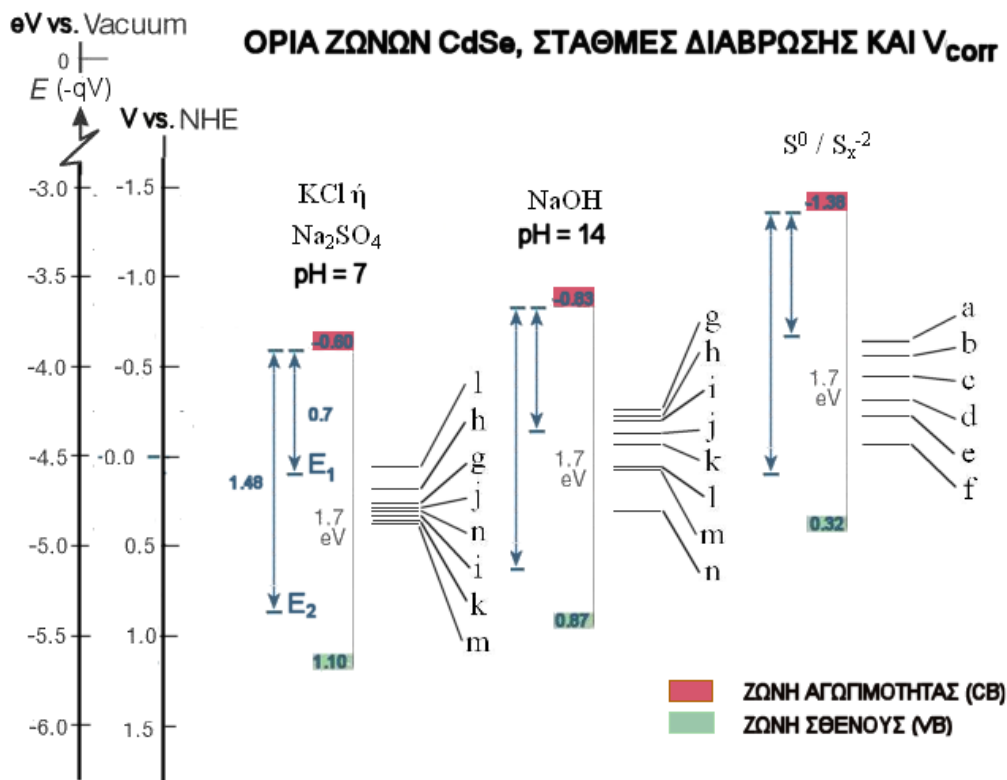 eV vs. Vacuum
ΟΡΙΑ ΖΩΝΩΝ CdSe, ΣΤΑΘΜΕΣ ΔΙΑΒΡΩΣΗΣ ΚΑΙ Vcorr
0
E (-qV)
V vs. NHE
-3.0
-3.5
-4.0
-4.5
-5.0
-5.5
-6.0
-1.5
-1.0
-0.5
-0.0
0.5
1.0
1.5
KCl ή
Na2SO4
pH = 7
-0.60
0.7
1.48
E1
E2
1.7
eV
1.10
l
h
g
j
n
i
k
m
NaOH
pH = 14
-0.83
1.7
eV
0.87
g
h
i
j
k
l
m
n
S0 / Sx-2
-1.38
1.7
eV
0.32
a
b
c
d
e
f
ΖΩΝΗ ΑΓΩΓΙΜΟΤΗΤΑΣ (CB)
ΖΩΝΗ ΣΘΕΝΟΥΣ (VB)